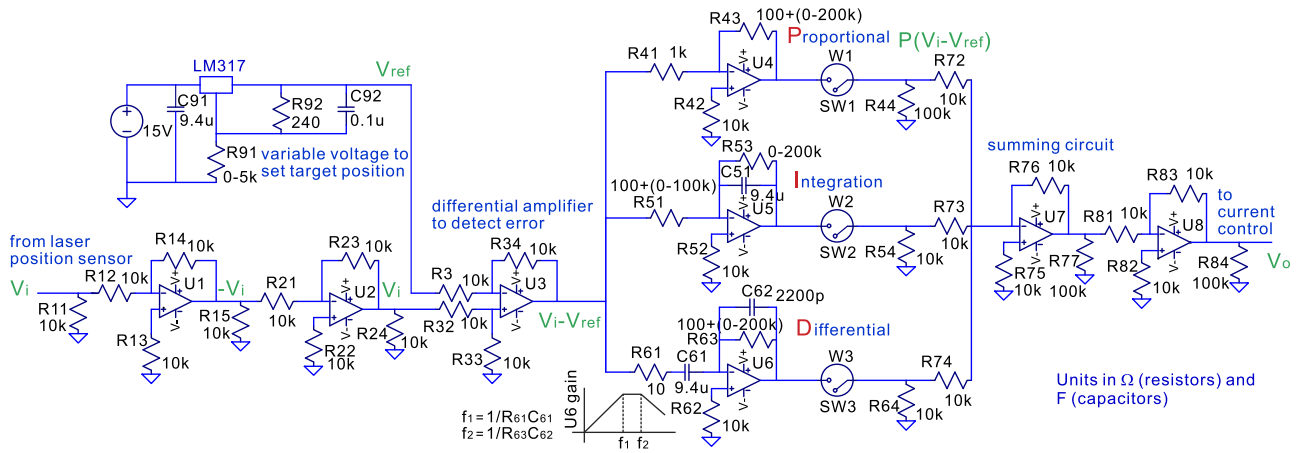 LM317
Vref
15V
C91
9.4u
R92
240
C92
0.1u
R91
0-5k
variable voltage to
set target position
from laser
position sensor
Vi
R11
10k
R12
10k
R14
10k
U1
V+
V-
R13
10k
-Vi
R15
10k
R21
10k
R23
10k
U2
V+
V-
R22
10k
Vi
R24
10k
differential amplifier
to detect error
R3
10k
R32
10k
R34
10k
U3
V+
V-
R33
10k
Vi-Vref
R41
1k
R43
100+(0-200k)
Proportional
P(Vi-Vref)
U4
V+
V-
R42
10k
W1
SW1
R44
100k
R72
10k
R53
0-200k
C51
9.4u
Integration
100+(0-100k)
R51
U5
V+
V-
R52
10k
W2
SW2
R54
10k
R73
10k
C62
2200p
100+(0-200k)
R63
Differential
R61
10
C61
9.4u
U6
V+
V-
R62
10k
W3
SW3
R64
10k
R74
10k
summing circuit
R76
10k
U7
V+
V-
R75
10k
R77
100k
R81
10k
R83
10k
U8
V+
V-
R82
10k
R84
100k
to
current
control
Vo
f1=1/R61C61
f2=1/R63C62
U6 gain
f1 f2
Units in Ω (resistors) and
F (capacitors)